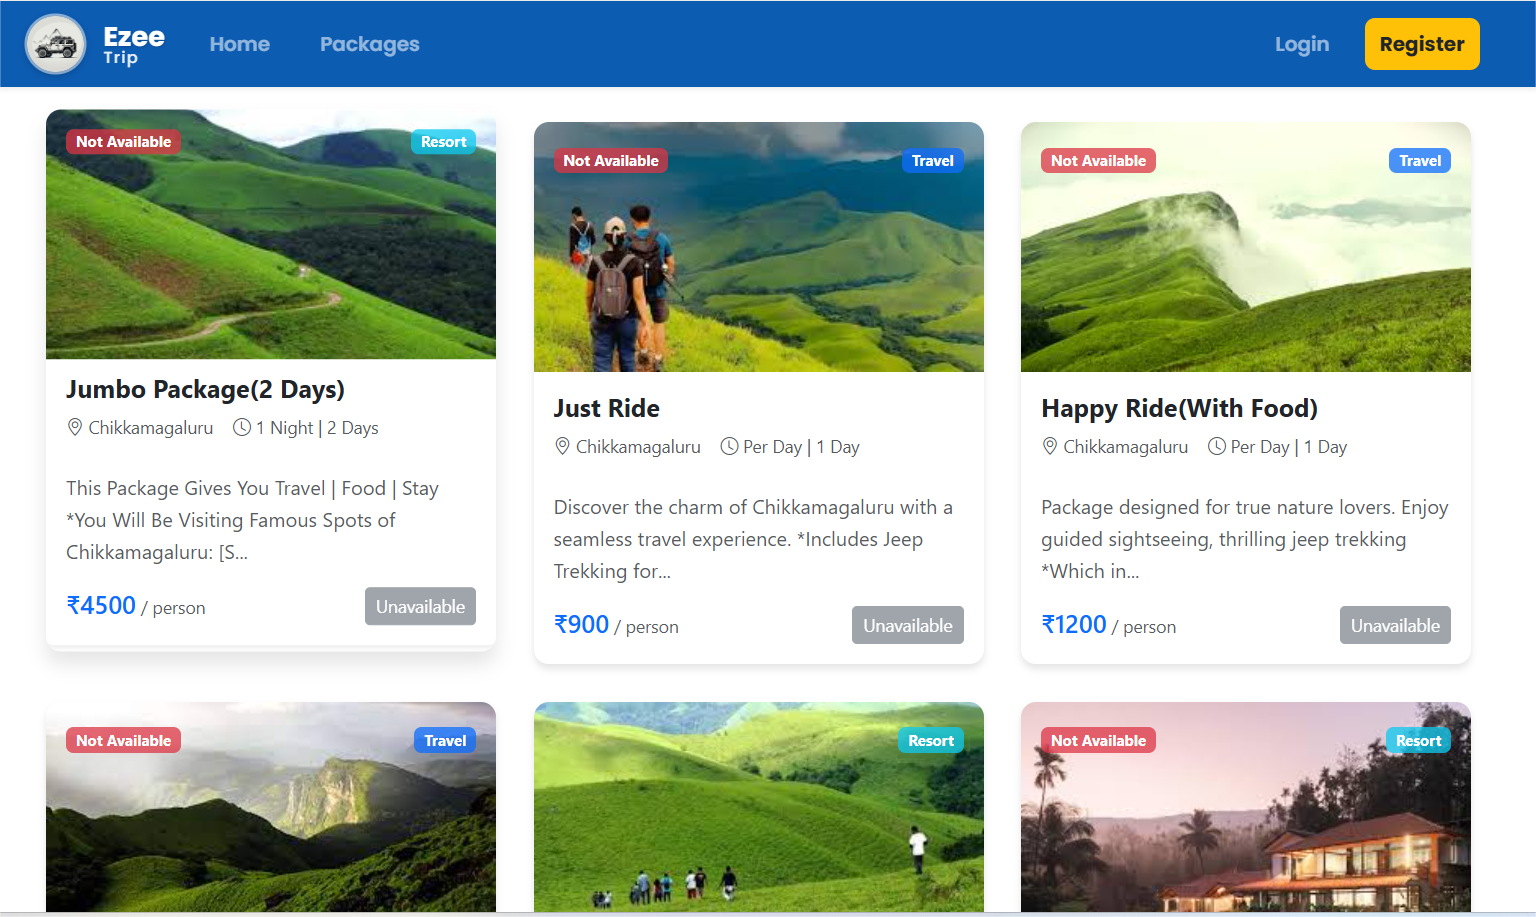 Ezee
Trip
Home
Packages
Login
Register
Not Available
Resort
Jumbo Package(2 Days)
Chikkamagaluru
1 Night | 2 Days
This Package Gives You Travel | Food | Stay
*You Will Be Visiting Famous Spots of
Chikkamagaluru: [S...
₹4500 / person
Unavailable
Not Available
Travel
Just Ride
Chikkamagaluru
Per Day | 1 Day
Discover the charm of Chikkamagaluru with a
seamless travel experience. *Includes Jeep
Trekking for...
₹900 / person
Unavailable
Not Available
Travel
Happy Ride(With Food)
Chikkamagaluru
Per Day | 1 Day
Package designed for true nature lovers. Enjoy
guided sightseeing, thrilling jeep trekking
*Which in...
₹1200 / person
Unavailable
Not Available
Travel
Resort
Not Available
Resort